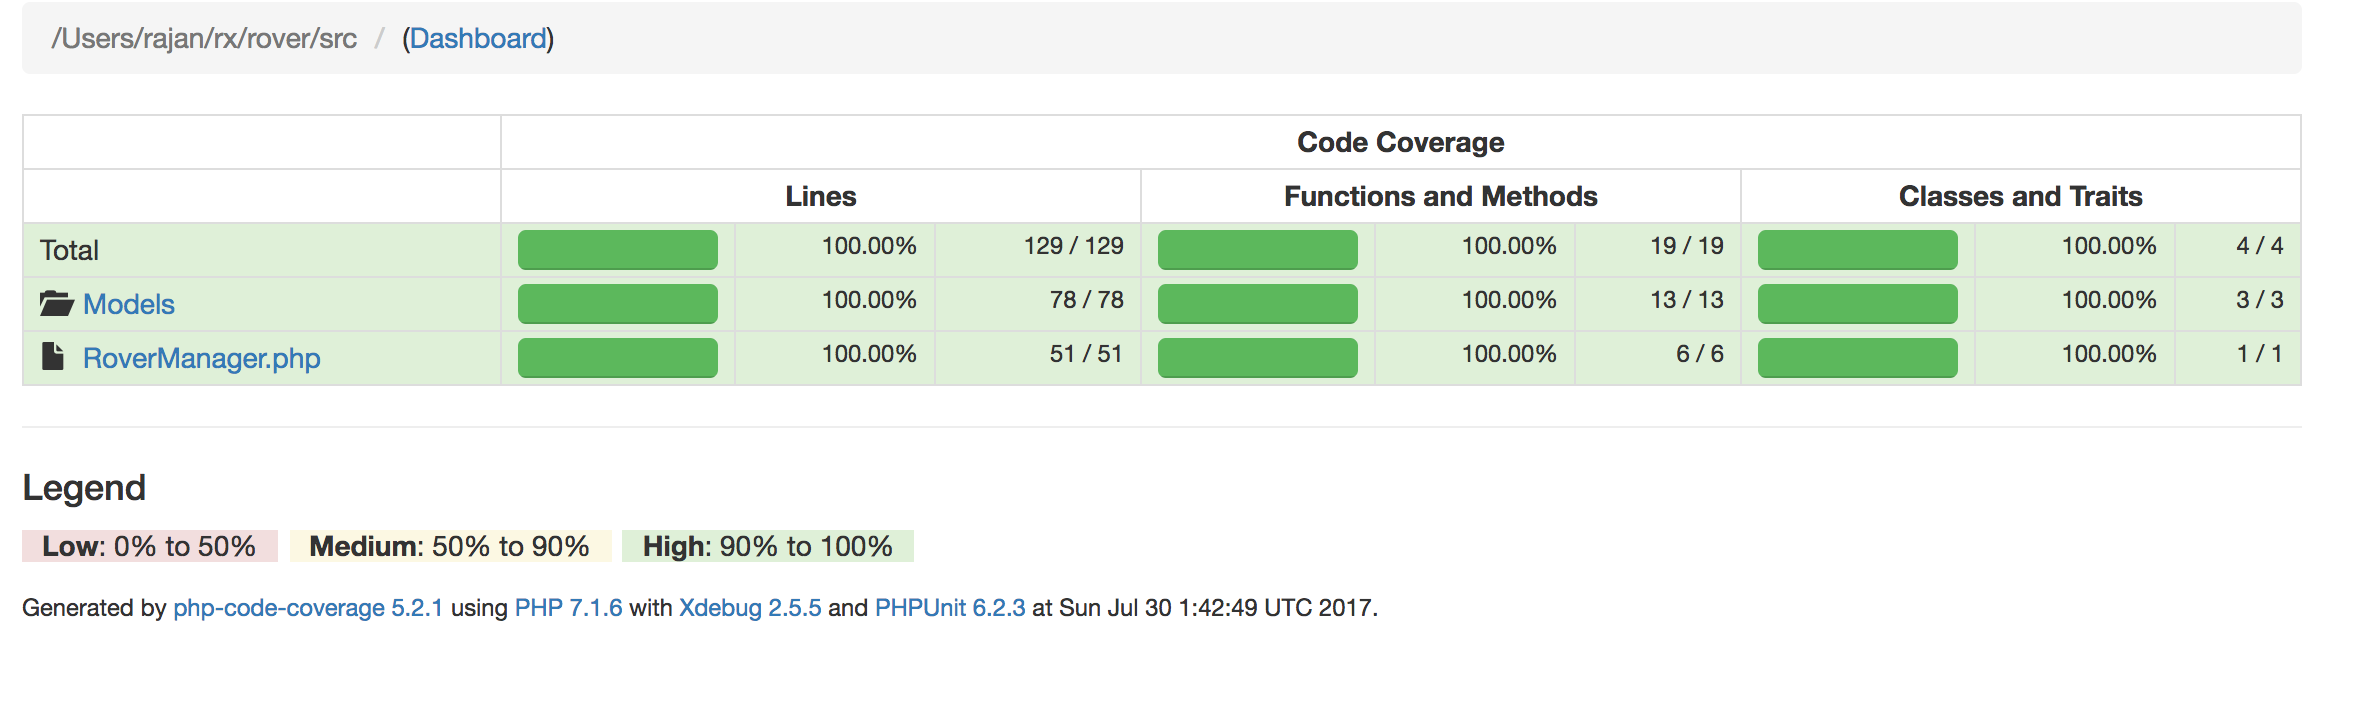 /Users/rajan/rx/rover/src / (Dashboard)
Code Coverage
Lines Functions and Methods Classes and Traits
Total 100.00% 129 / 129 100.00% 19 / 19 100.00% 4 / 4
Models 100.00% 78 / 78 100.00% 13 / 13 100.00% 3 / 3
RoverManager.php 100.00% 51 / 51 100.00% 6 / 6 100.00% 1 / 1
Legend
Low: 0% to 50% Medium: 50% to 90% High: 90% to 100%
Generated by php-code-coverage 5.2.1 using PHP 7.1.6 with Xdebug 2.5.5 and PHPUnit 6.2.3 at Sun Jul 30 1:42:49 UTC 2017.